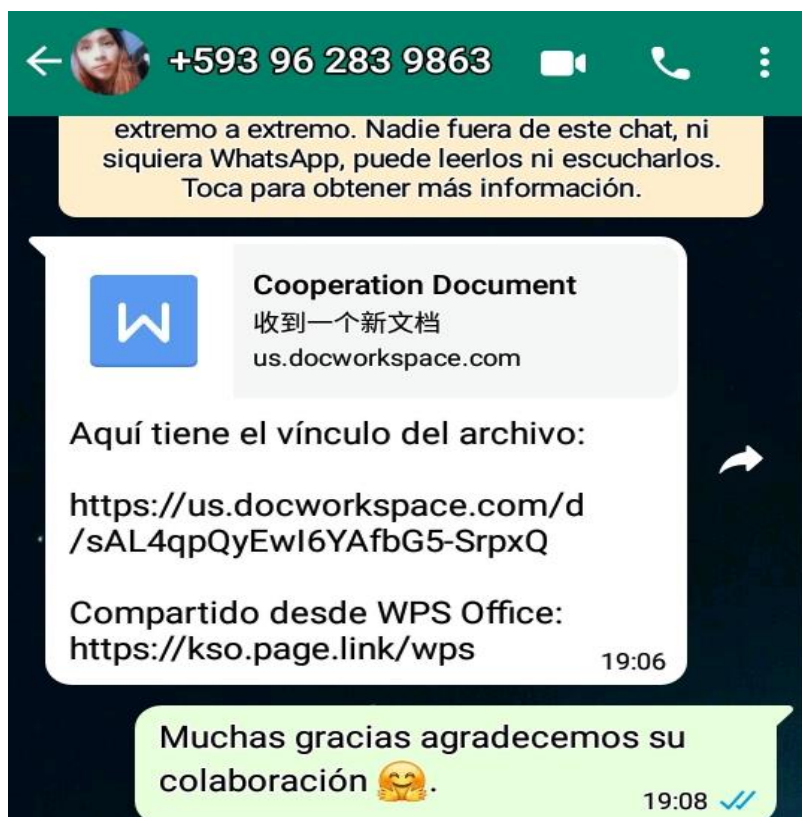 +593 96 283 9863
extremo a extremo. Nadie fuera de este chat, ni
siquiera WhatsApp, puede leerlos ni escucharlos.
Toca para obtener más información.
Cooperation Document
收到一个新文档
us.docworkspace.com
Aquí tiene el vínculo del archivo:
https://us.docworkspace.com/d
/sAL4qpQyEwI6YAfbG5-SrpxQ
Compartido desde WPS Office:
https://kso.page.link/wps
19:06
Muchas gracias agradecemos su
colaboración 🤗.
19:08